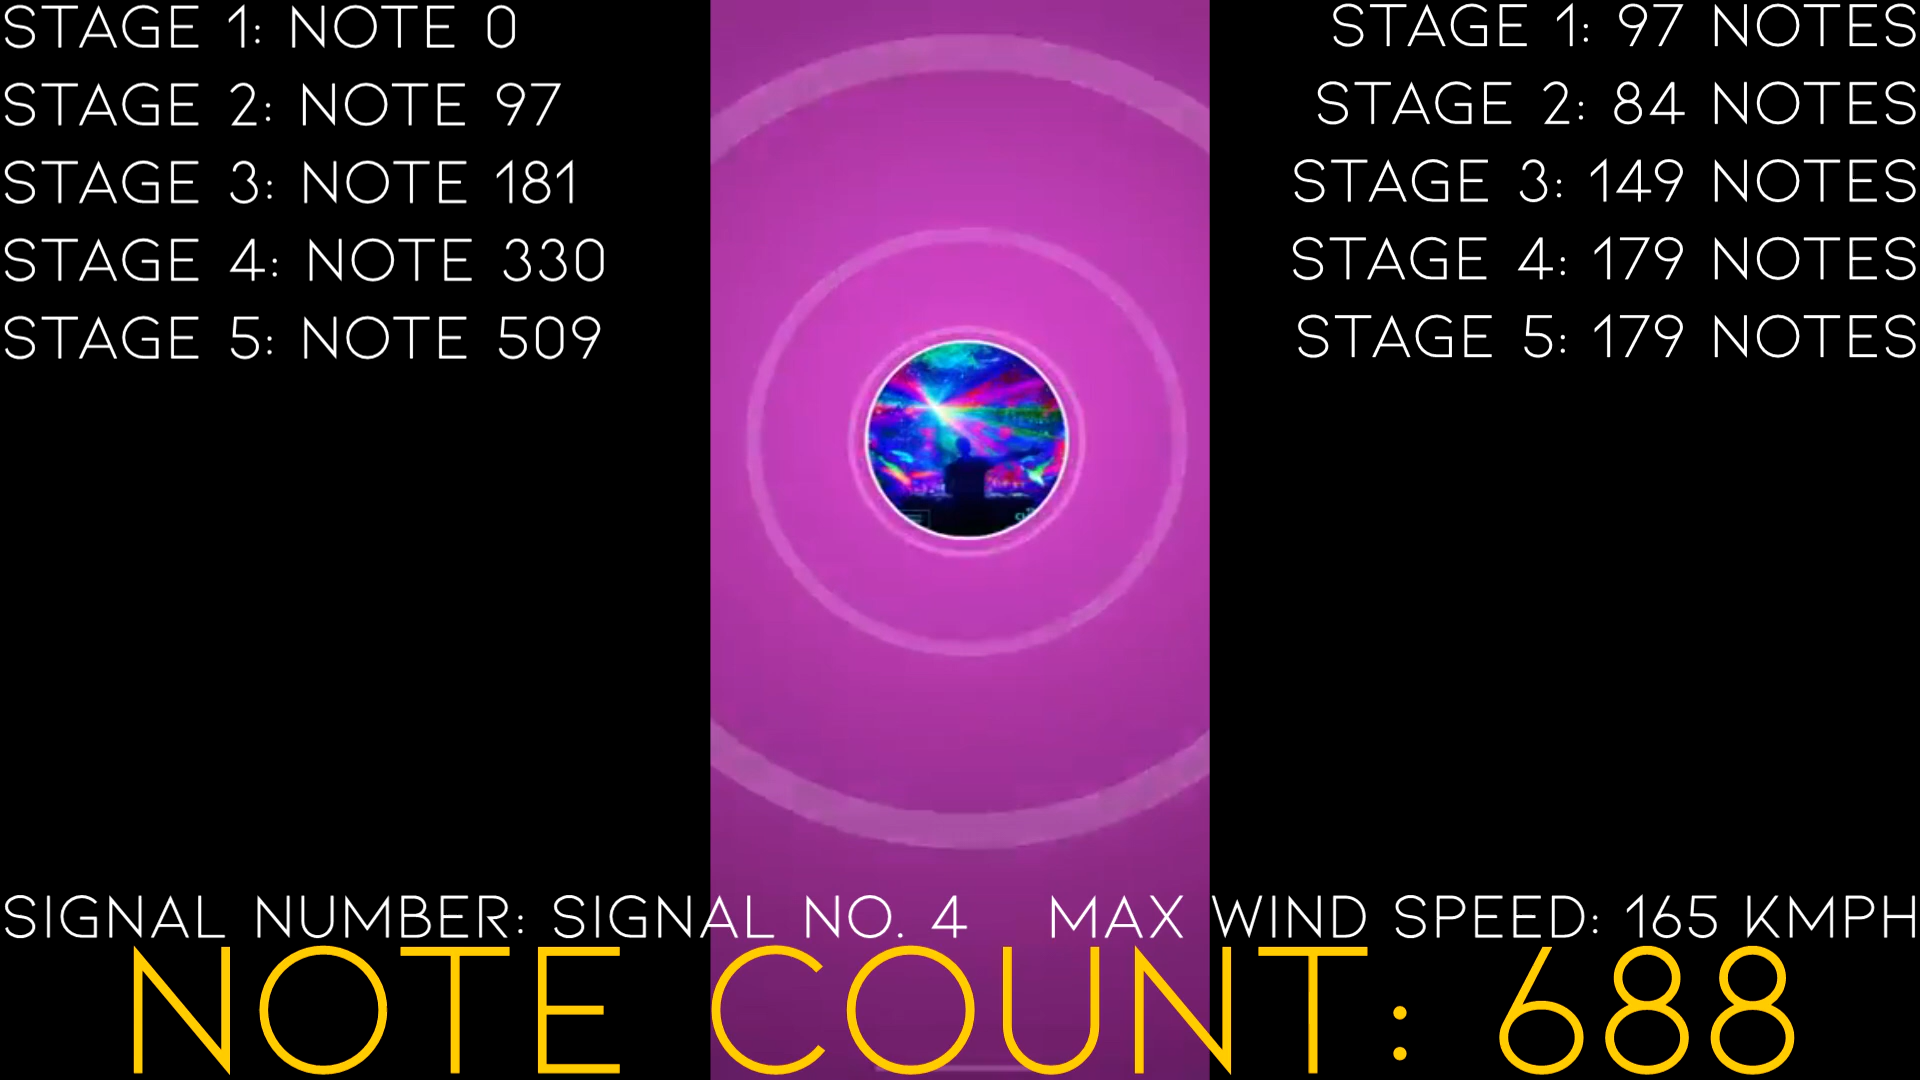 STAGE 1: NOTE 0
STAGE 2: NOTE 97
STAGE 3: NOTE 181
STAGE 4: NOTE 330
STAGE 5: NOTE 509
STAGE 1: 97 NOTES
STAGE 2: 84 NOTES
STAGE 3: 149 NOTES
STAGE 4: 179 NOTES
STAGE 5: 179 NOTES
SIGNAL NUMBER: SIGNAL NO. 4 MAX WIND SPEED: 165 KMPH
NOTE COUNT: 688